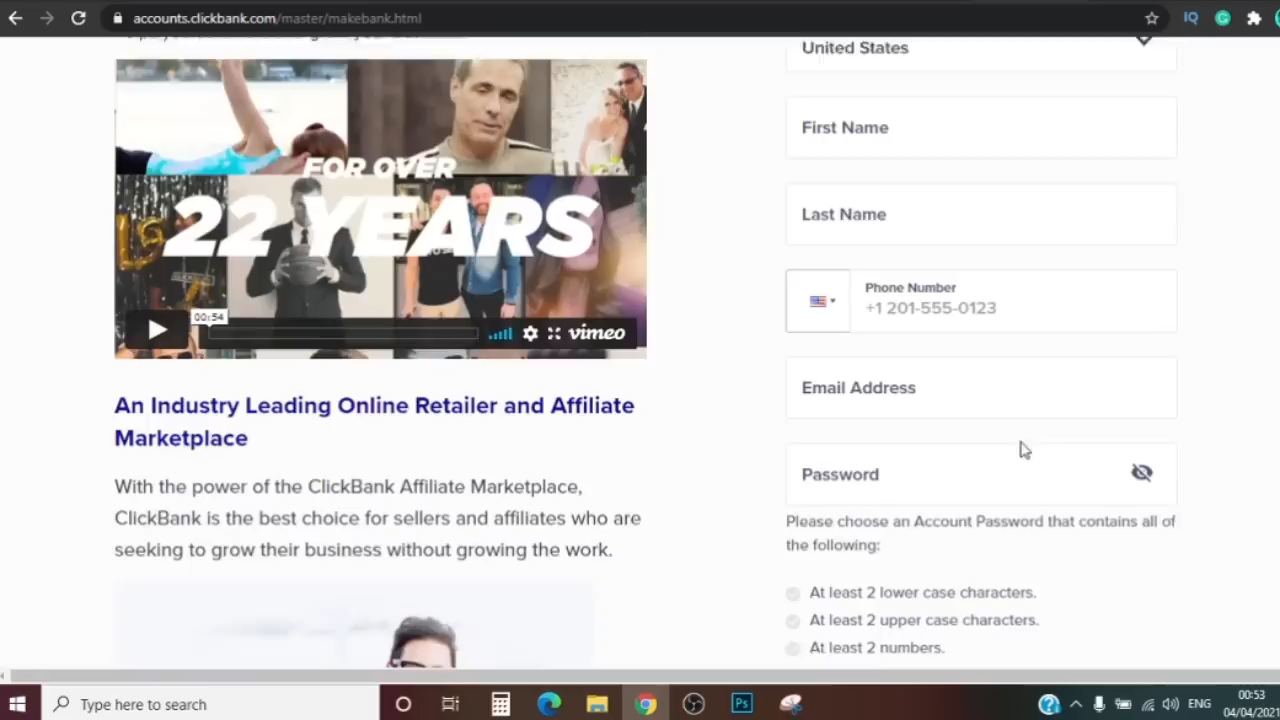 accounts.clickbank.com/master/makebank.html
IQ
FOR OVER
22 YEARS
00:54
vimeo
An Industry Leading Online Retailer and Affiliate
Marketplace
With the power of the ClickBank Affiliate Marketplace,
ClickBank is the best choice for sellers and affiliates who are
seeking to grow their business without growing the work.
United States
First Name
Last Name
Phone Number
+1 201-555-0123
Email Address
Password
Please choose an Account Password that contains all of
the following:
At least 2 lower case characters.
At least 2 upper case characters.
At least 2 numbers.
Type here to search
Ps
ENG
00:53
04/04/2021